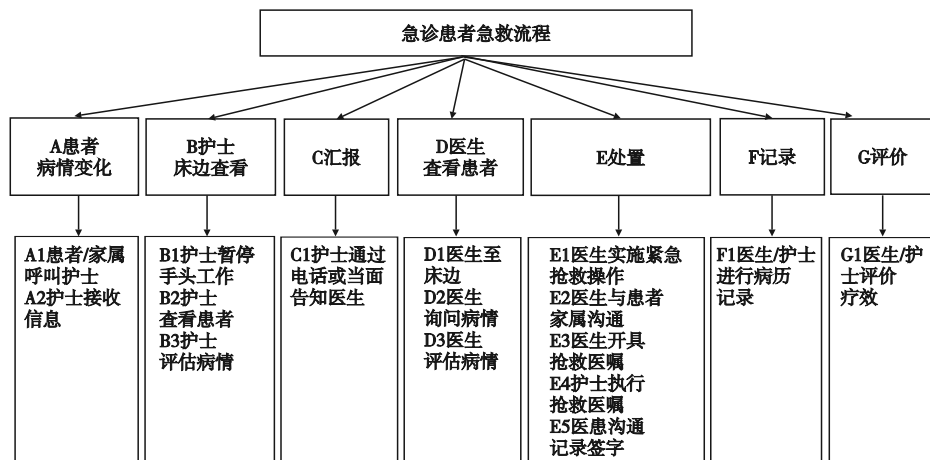 急诊患者急救流程
A患者
病情变化
B护士
床边查看
C汇报
D医生
查看患者
E处置
F记录
G评价
A1患者/家属
呼叫护士
A2护士接收
信息
B1护士暂停
手头工作
B2护士
查看患者
B3护士
评估病情
C1护士通过
电话或当面
告知医生
D1医生至
床边
D2医生
询问病情
D3医生
评估病情
E1医生实施紧急
抢救操作
E2医生与患者
家属沟通
E3医生开具
抢救医嘱
E4护士执行
抢救医嘱
E5医患沟通
记录签字
F1医生/护士
进行病历
记录
G1医生/护
士评价
疗效